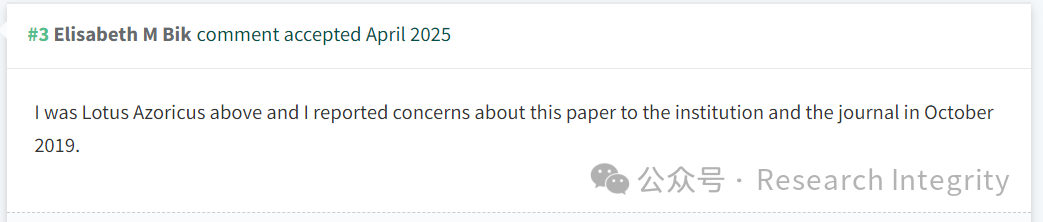 #3 Elisabeth M Bik comment accepted April 2025
I was Lotus Azoricus above and I reported concerns about this paper to the institution and the journal in October
2019.
公众号 · Research Integrity